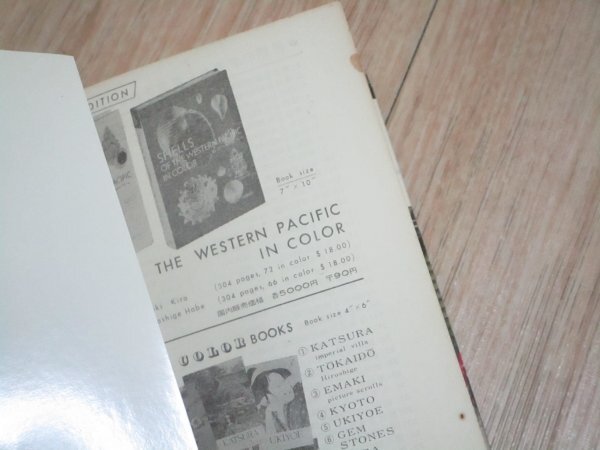 DITION
SHELLS
OF THE WESTERN PACIFIC
IN COLOR
Book size
7" × 10"
THE WESTERN PACIFIC
IN COLOR
Kira (304 pages, 72 in color $ 18.00)
Habe (304 pages, 66 in color $ 18.00)
国内販売価格 各5000円 〒90円
COLOR BOOKS Book size 4" × 6"
① KATSURA
imperial villa
② TOKAIDO
Hiroshige
③ EMAKI
picture scrolls
④ KYOTO
⑤ UKIYOE
⑥ GEM
STONES
KATSURA
UKIYOE